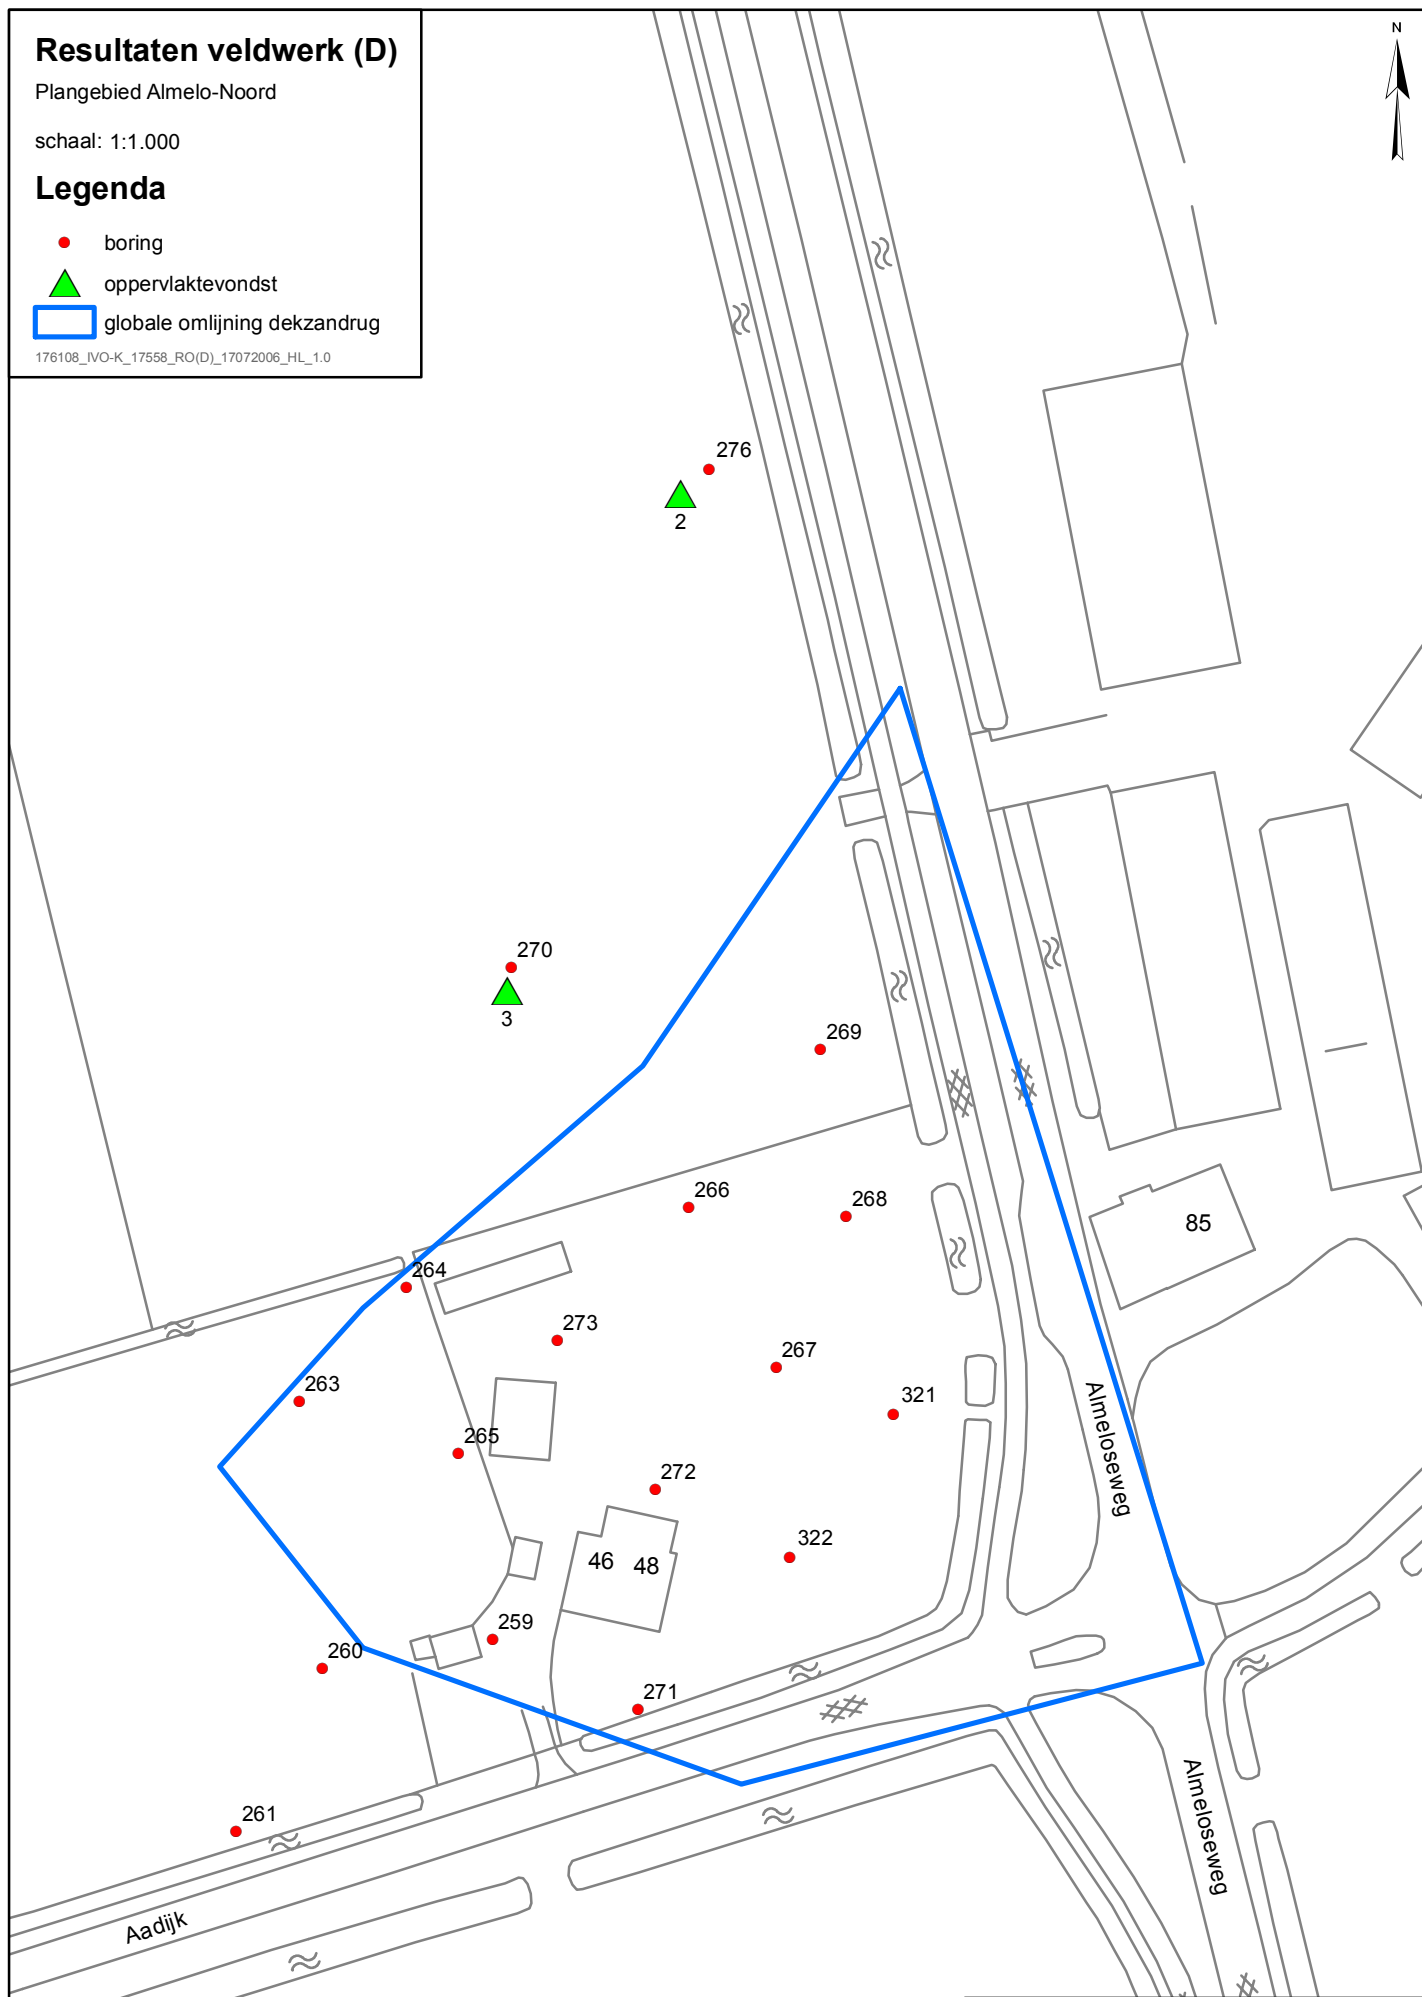 Resultaten veldwerk (D)
Plangebied Almelo-Noord
schaal: 1:1.000
Legenda
boring
oppervlaktevondst
globale omlijning dekzandrug
176108_IVO-K_17558_RO(D)_17072006_HL_1.0
N
276
2
270
3
269
266
268
85
264
273
267
263
321
265
Almeloseweg
272
322
46
48
259
260
271
Almeloseweg
261
Aadijk